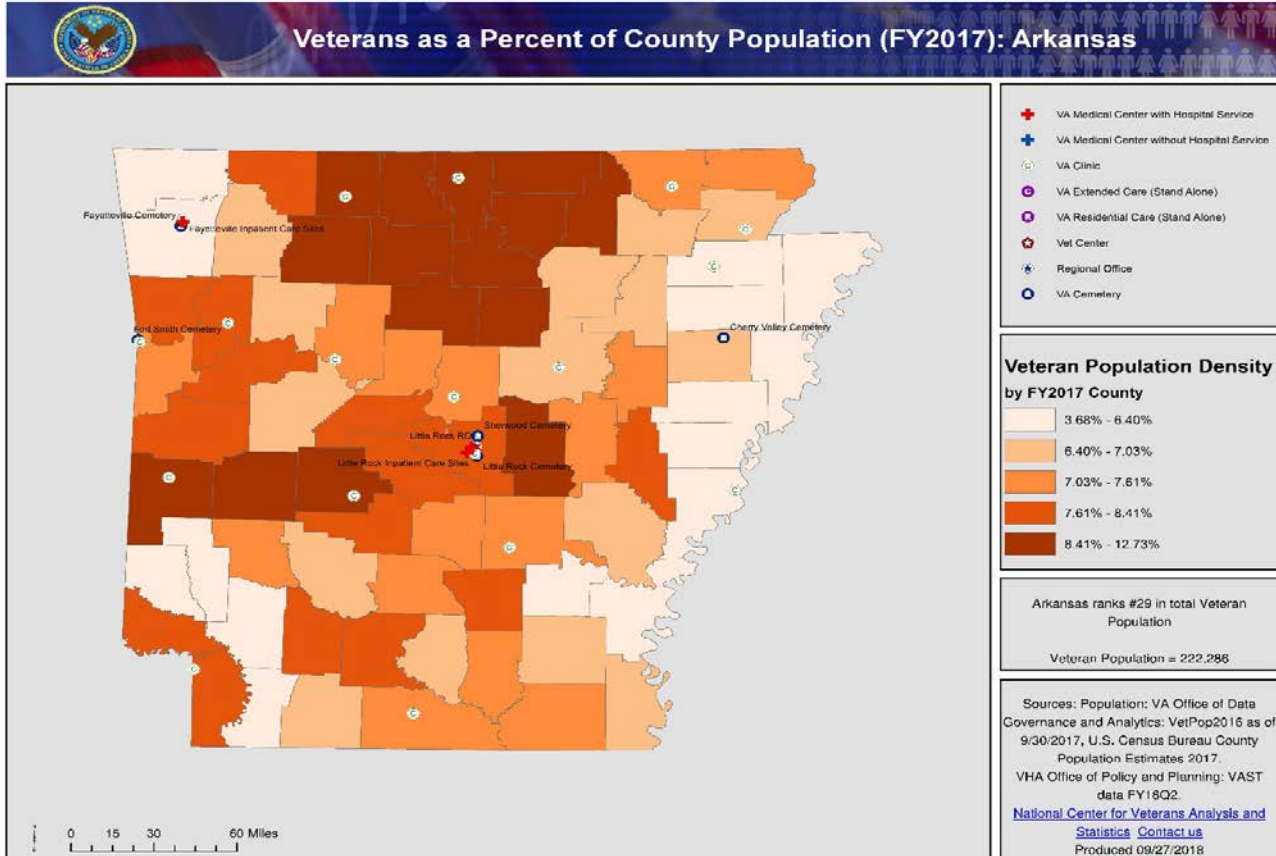 Veterans as a Percent of County Population (FY2017): Arkansas
VA Medical Center with Hospital Service
VA Medical Center without Hospital Service
C VA Clinic
VA Extended Care (Stand Alone)
VA Residential Care (Stand Alone)
Vet Center
Regional Office
VA Cemetery
Fayetteville Cemetery
Fayetteville Inpatient Care Sites
Fort Smith Cemetery
Cherry Valley Cemetery
Sherwood Cemetery
Little Rock RO
Little Rock Inpatient Care Sites
Little Rock Cemetery
0 15 30 60 Miles
Veteran Population Density
by FY2017 County
3.68% - 6.40%
6.40% - 7.03%
7.03% - 7.61%
7.61% - 8.41%
8.41% - 12.73%
Arkansas ranks #29 in total Veteran
Population
Veteran Population = 222,286
Sources: Population: VA Office of Data
Governance and Analytics: VetPop2016 as of
9/30/2017, U.S. Census Bureau County
Population Estimates 2017.
VHA Office of Policy and Planning: VAST
data FY18Q2.
National Center for Veterans Analysis and
Statistics Contact us
Produced 09/27/2018